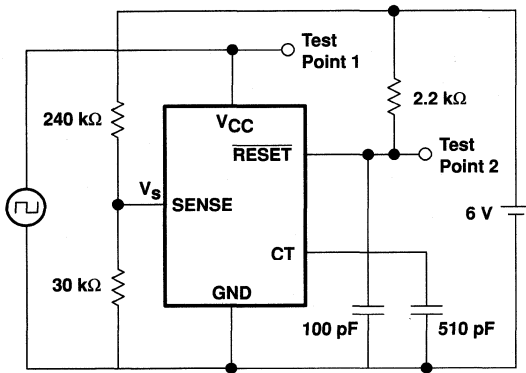 Test
Point 1
240 kΩ
2.2 kΩ
VCC
RESET
Test
Point 2
Vs
SENSE
6 V
CT
30 kΩ
GND
100 pF
510 pF